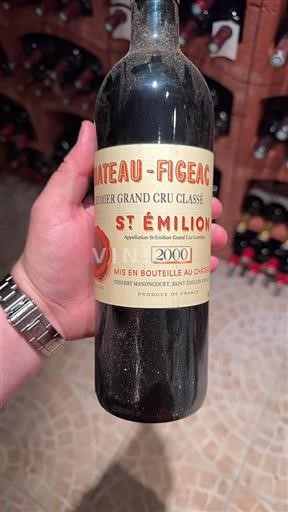 CHATEAU-FIGEAC
PREMIER GRAND CRU CLASSÉ
ST ÉMILION
Appellation St-Emilion Grand Cru Contrôlée
2000
MIS EN BOUTEILLE AU CHÂTEAU
THIERRY MANONCOURT, SAINT-ÉMILION
PRODUCE OF FRANCE